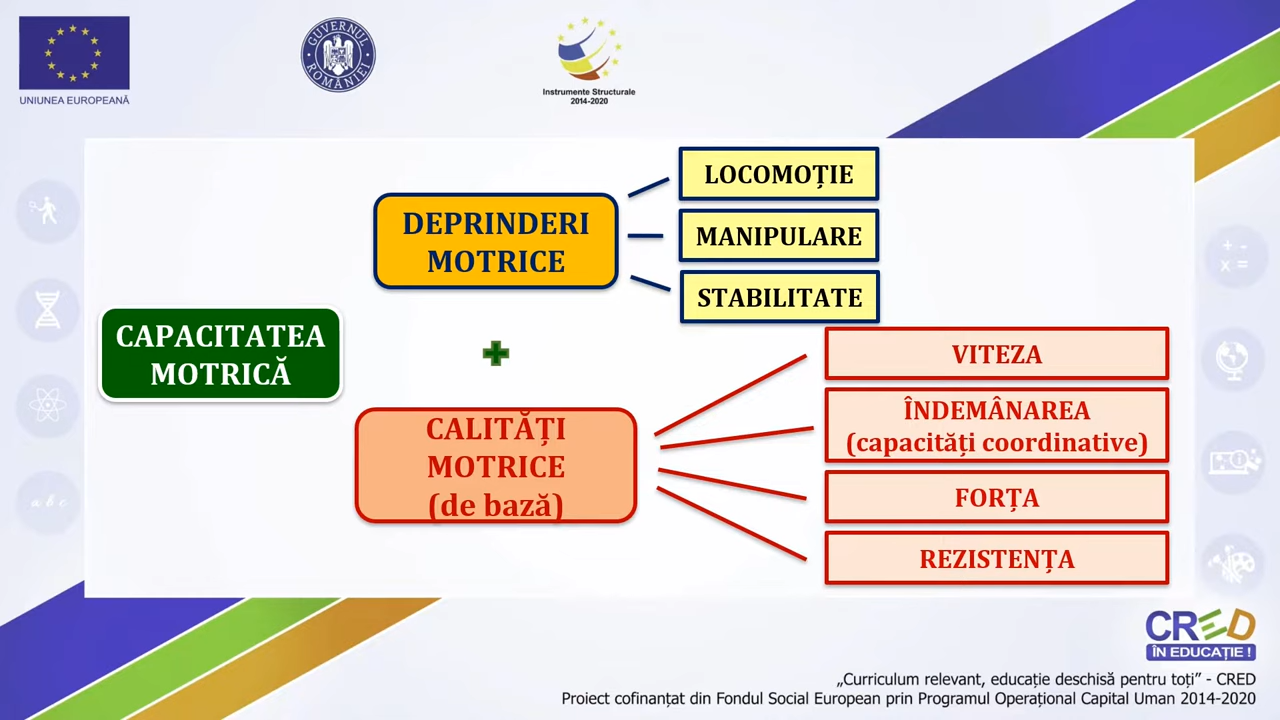 UNIUNEA EUROPEANĂ
GUVERNUL ROMÂNIEI
Instrumente Structurale
2014-2020
LOCOMOȚIE
DEPRINDERI
MOTRICE
MANIPULARE
STABILITATE
CAPACITATEA
MOTRICĂ
VITEZA
CALITĂȚI
MOTRICE
(de bază)
ÎNDEMÂNAREA
(capacități coordinative)
FORȚA
REZISTENȚA
+ -
x =
a b c
CRED
ÎN EDUCAȚIE !
„Curriculum relevant, educație deschisă pentru toți” - CRED
Proiect cofinanțat din Fondul Social European prin Programul Operațional Capital Uman 2014-2020